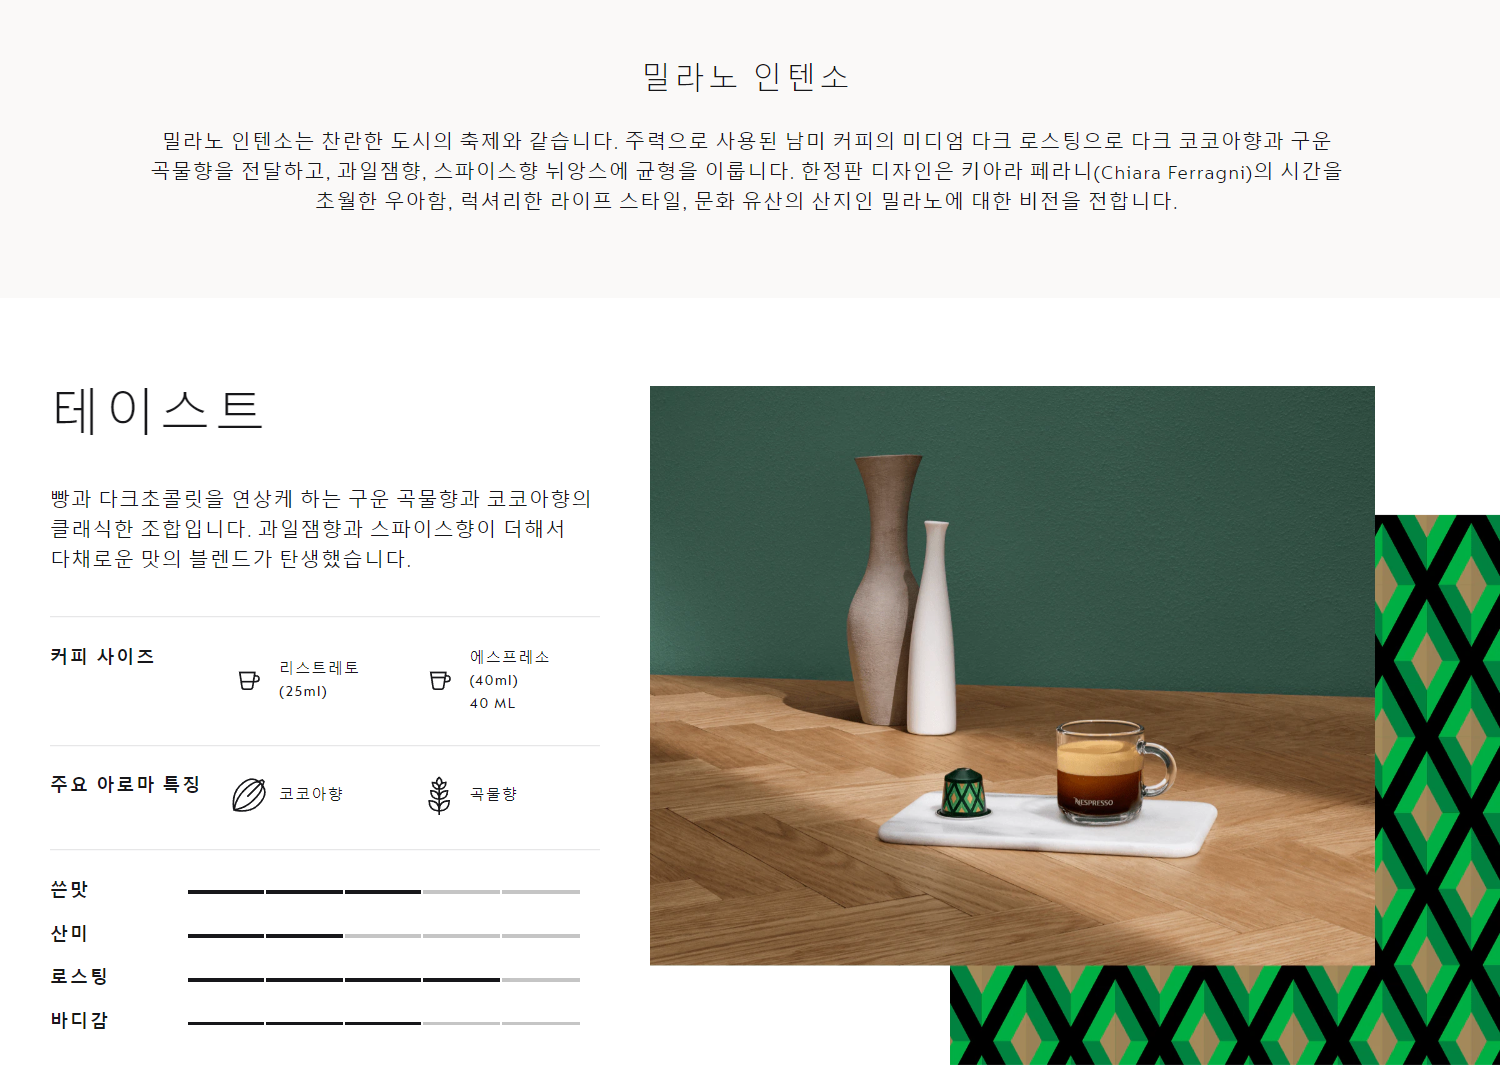 밀라노 인텐소
밀라노 인텐소는 찬란한 도시의 축제와 같습니다. 주력으로 사용된 남미 커피의 미디엄 다크 로스팅으로 다크 코코아향과 구운
곡물향을 전달하고, 과일잼향, 스파이스향 뉘앙스에 균형을 이룹니다. 한정판 디자인은 키아라 페라니(Chiara Ferragni)의 시간을
초월한 우아함, 럭셔리한 라이프 스타일, 문화 유산의 산지인 밀라노에 대한 비전을 전합니다.
테이스트
빵과 다크초콜릿을 연상케 하는 구운 곡물향과 코코아향의
클래식한 조합입니다. 과일잼향과 스파이스향이 더해서
다채로운 맛의 블렌드가 탄생했습니다.
커피 사이즈
리스트레토
(25ml)
에스프레소
(40ml)
40 ML
주요 아로마 특징
코코아향
곡물향
쓴맛
산미
로스팅
바디감
NESPRESSO